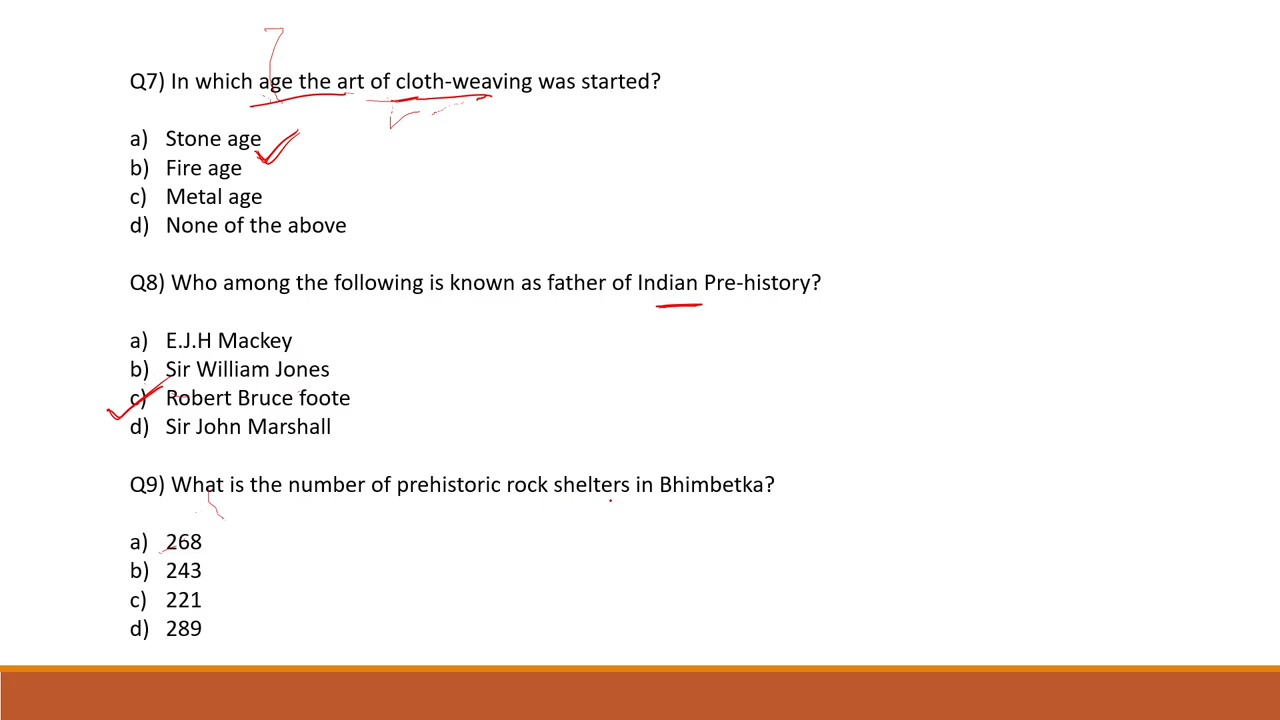 Q7) In which age the art of cloth-weaving was started?
a) Stone age
b) Fire age
c) Metal age
d) None of the above
Q8) Who among the following is known as father of Indian Pre-history?
a) E.J.H Mackey
b) Sir William Jones
c) Robert Bruce foote
d) Sir John Marshall
Q9) What is the number of prehistoric rock shelters in Bhimbetka?
a) 268
b) 243
c) 221
d) 289